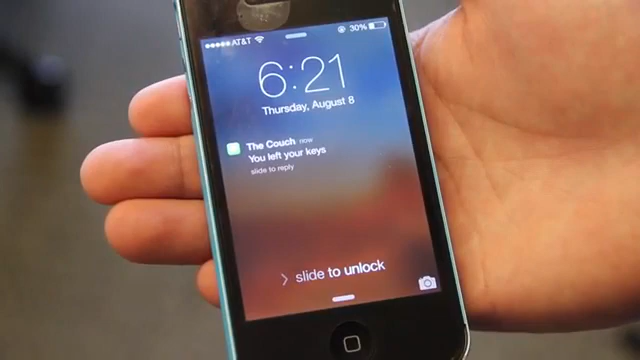 AT&T 30%
6:21
Thursday, August 8
The Couch now
You left your keys
slide to reply
slide to unlock